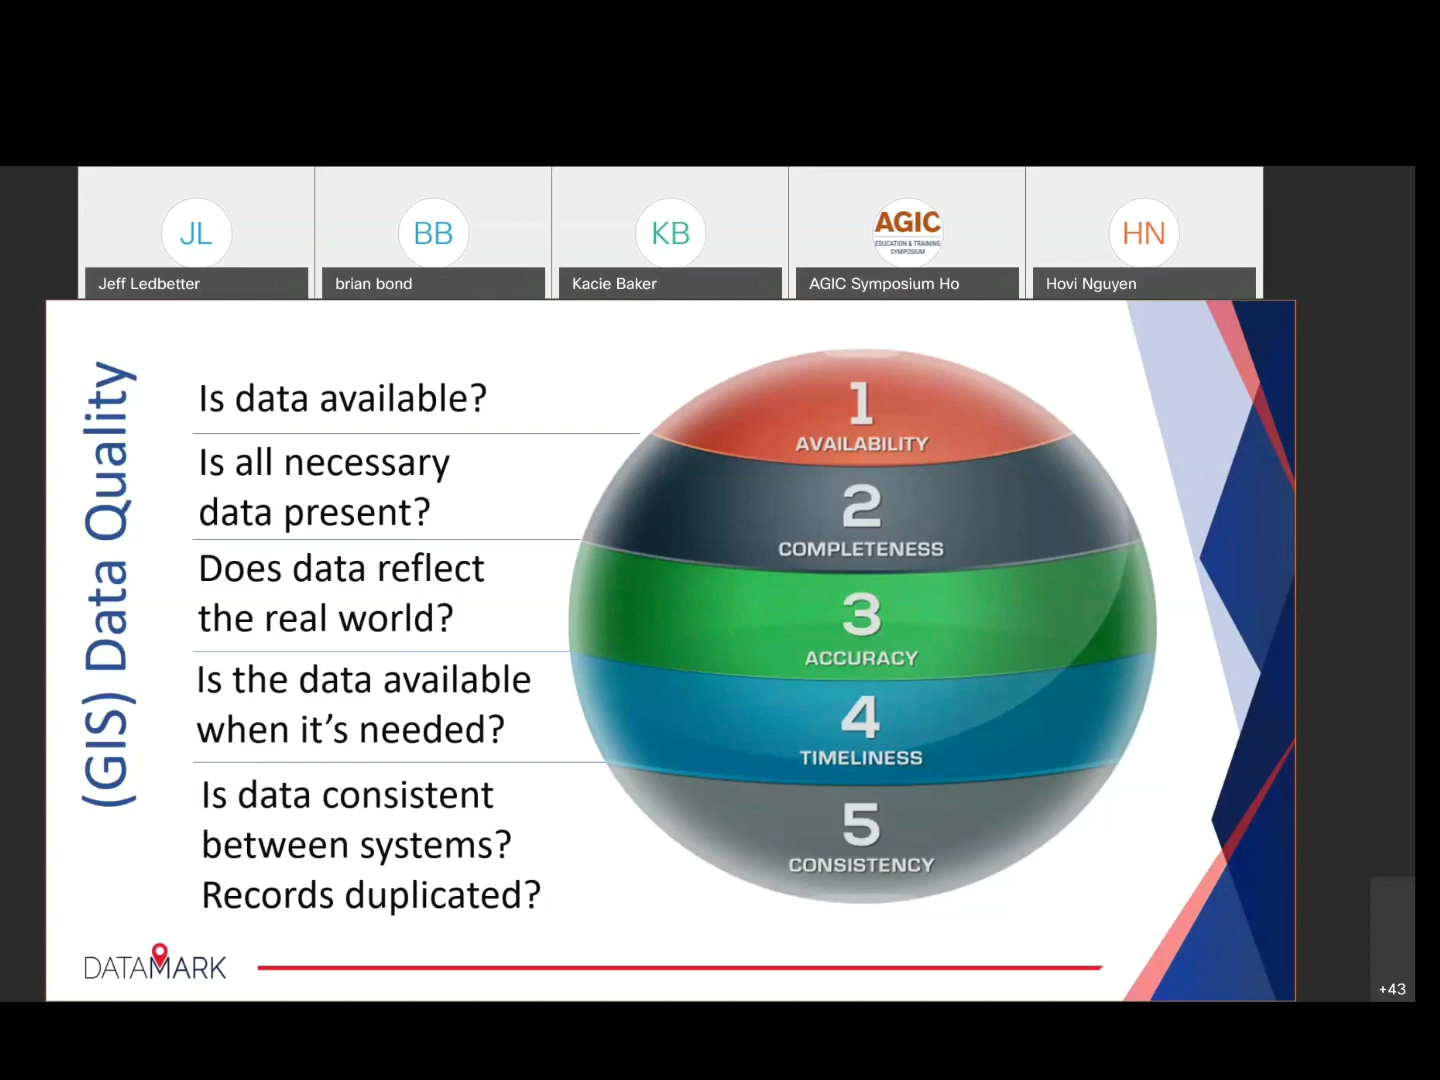 JL
BB
KB
AGIC
EDUCATION & TRAINING
SYMPOSIUM
HN
Jeff Ledbetter
brian bond
Kacie Baker
AGIC Symposium Ho
Hovi Nguyen
(GIS) Data Quality
Is data available?
Is all necessary
data present?
Does data reflect
the real world?
Is the data available
when it's needed?
Is data consistent
between systems?
Records duplicated?
1
AVAILABILITY
2
COMPLETENESS
3
ACCURACY
4
TIMELINESS
5
CONSISTENCY
DATAMARK
+43